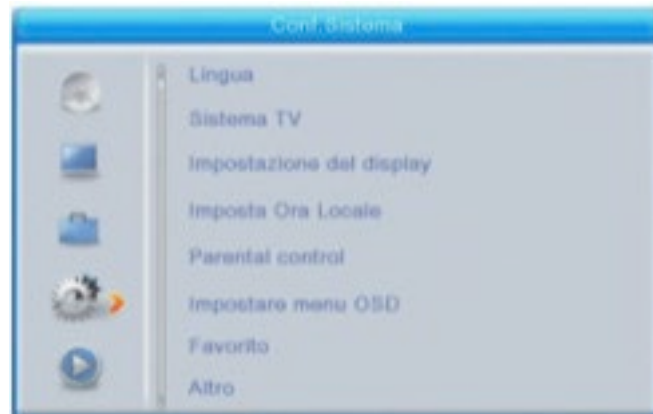 Conf.Sistema
Lingua
Sistema TV
Impostazione del display
Imposta Ora Locale
Parental control
Impostare menu OSD
Favorito
Altro